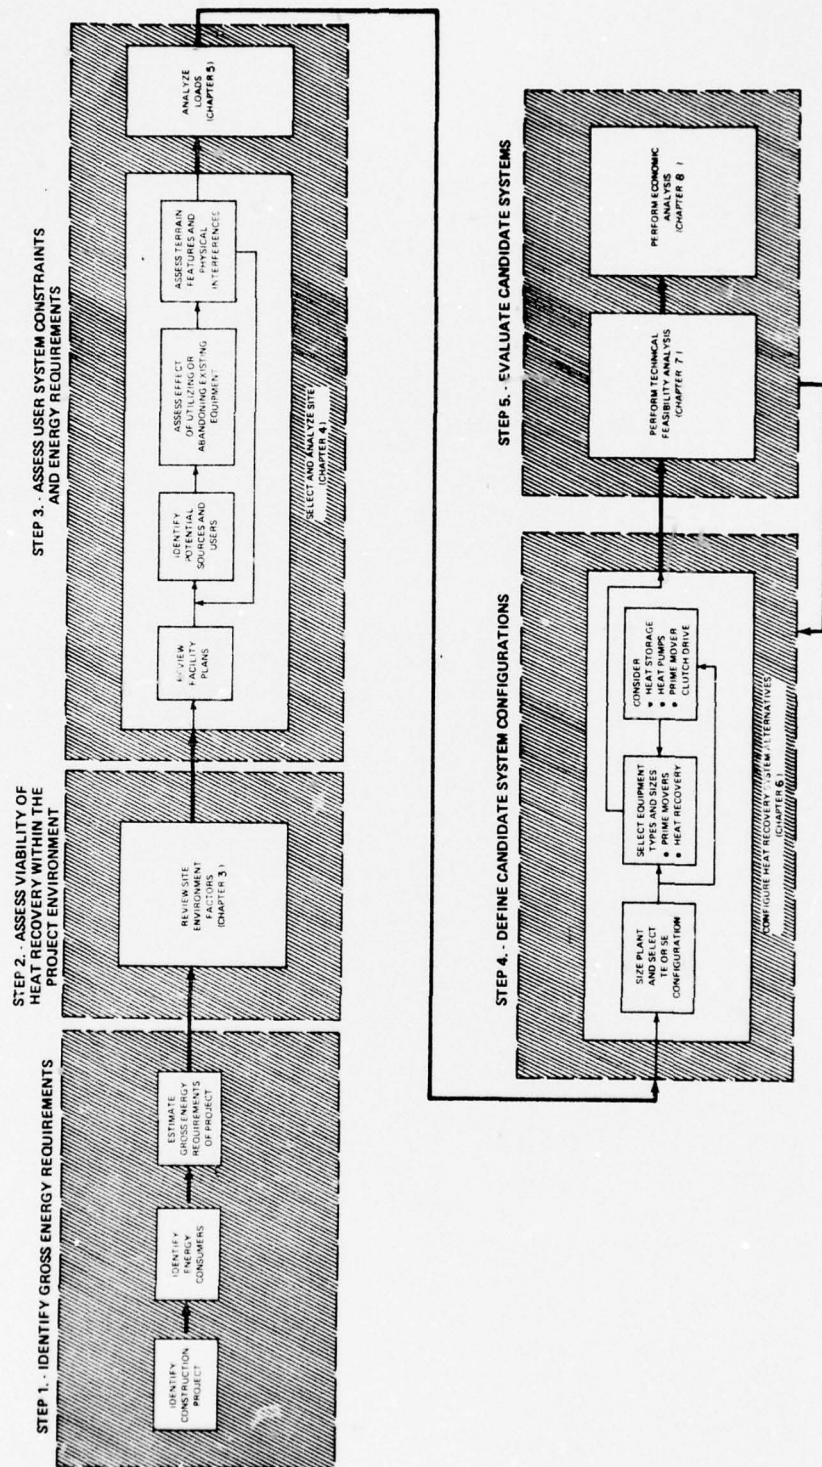 STEP 1. - IDENTIFY GROSS ENERGY REQUIREMENTS
IDENTIFY
CONSTRUCTION
PROJECT
IDENTIFY
ENERGY
CONSUMERS
ESTIMATE
GROSS ENERGY
REQUIREMENTS
OF PROJECT
STEP 2. - ASSESS VIABILITY OF
HEAT RECOVERY WITHIN THE
PROJECT ENVIRONMENT
REVIEW SITE
ENVIRONMENT
FACTORS
(CHAPTER 3)
STEP 3. - ASSESS USER SYSTEM CONSTRAINTS
AND ENERGY REQUIREMENTS
REVIEW
FACILITY
PLANS
IDENTIFY
POTENTIAL
SOURCES AND
USERS
ASSESS EFFECT
OF UTILIZING OR
ABANDONING EXISTING
EQUIPMENT
ASSESS TERRAIN
FEATURES AND
PHYSICAL
INTERFERENCES
SELECT AND ANALYZE SITE
(CHAPTER 4)
ANALYZE
LOADS
(CHAPTER 5)
STEP 4. - DEFINE CANDIDATE SYSTEM CONFIGURATIONS
SIZE PLANT
AND SELECT
TE OR SE
CONFIGURATION
SELECT EQUIPMENT
TYPES AND SIZES
• PRIME MOVERS
• HEAT RECOVERY
CONSIDER
• HEAT STORAGE
• HEAT PUMPS
• PRIME MOVER
CLUTCH DRIVE
CONFIGURE HEAT RECOVERY SYSTEM ALTERNATIVES
(CHAPTER 6)
STEP 5. - EVALUATE CANDIDATE SYSTEMS
PERFORM TECHNICAL
FEASIBILITY ANALYSIS
(CHAPTER 7)
PERFORM ECONOMIC
ANALYSIS
(CHAPTER 8)